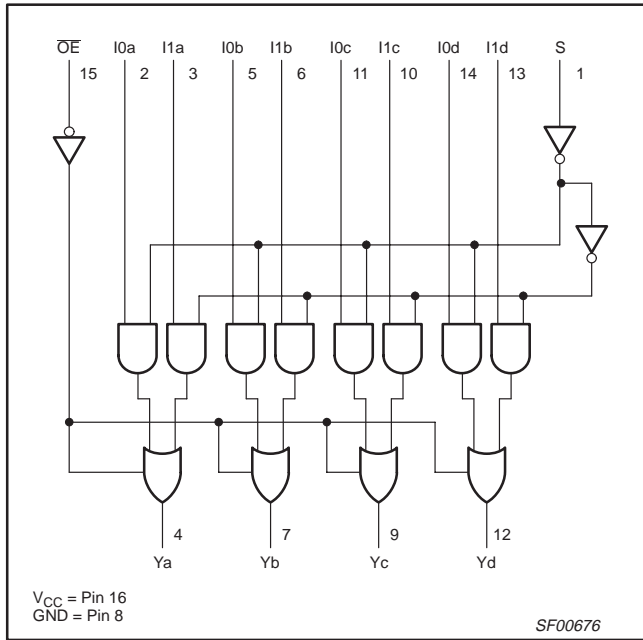 OE I0a I1a I0b I1b I0c I1c I0d I1d S
15 2 3 5 6 11 10 14 13 1
4 7 9 12
Ya Yb Yc Yd
VCC = Pin 16
GND = Pin 8
SF00676